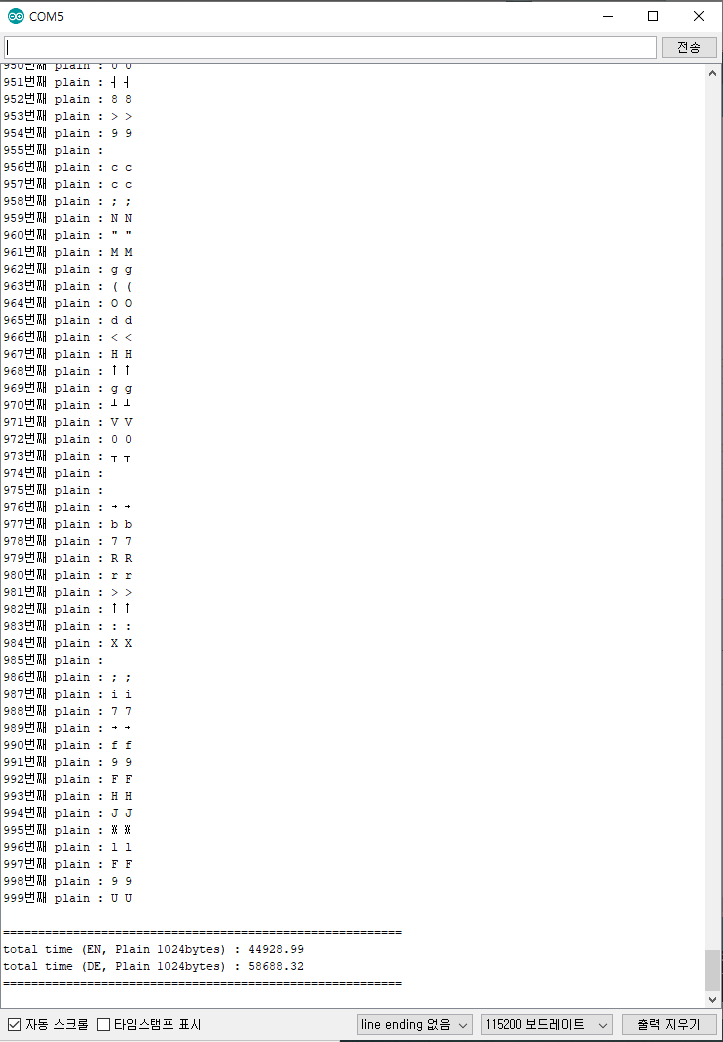 COM5
전송
950번째 plain : 0 0
951번째 plain : ┤ ┤
952번째 plain : 8 8
953번째 plain : > >
954번째 plain : 9 9
955번째 plain :
956번째 plain : c c
957번째 plain : c c
958번째 plain : ; ;
959번째 plain : N N
960번째 plain : " "
961번째 plain : M M
962번째 plain : g g
963번째 plain : ( (
964번째 plain : O O
965번째 plain : d d
966번째 plain : < <
967번째 plain : H H
968번째 plain : ↑ ↑
969번째 plain : g g
970번째 plain : ┴ ┴
971번째 plain : V V
972번째 plain : 0 0
973번째 plain : ┬ ┬
974번째 plain :
975번째 plain :
976번째 plain : → →
977번째 plain : b b
978번째 plain : 7 7
979번째 plain : R R
980번째 plain : r r
981번째 plain : > >
982번째 plain : ↑ ↑
983번째 plain : : :
984번째 plain : X X
985번째 plain :
986번째 plain : ; ;
987번째 plain : i i
988번째 plain : 7 7
989번째 plain : → →
990번째 plain : f f
991번째 plain : 9 9
992번째 plain : F F
993번째 plain : H H
994번째 plain : J J
995번째 plain :
996번째 plain : l l
997번째 plain : F F
998번째 plain : 9 9
999번째 plain : U U
=========================================================
total time (EN, Plain 1024bytes) : 44928.99
total time (DE, Plain 1024bytes) : 58688.32
=========================================================
자동 스크롤 타임스탬프 표시 line ending 없음 115200 보드레이트 출력 지우기